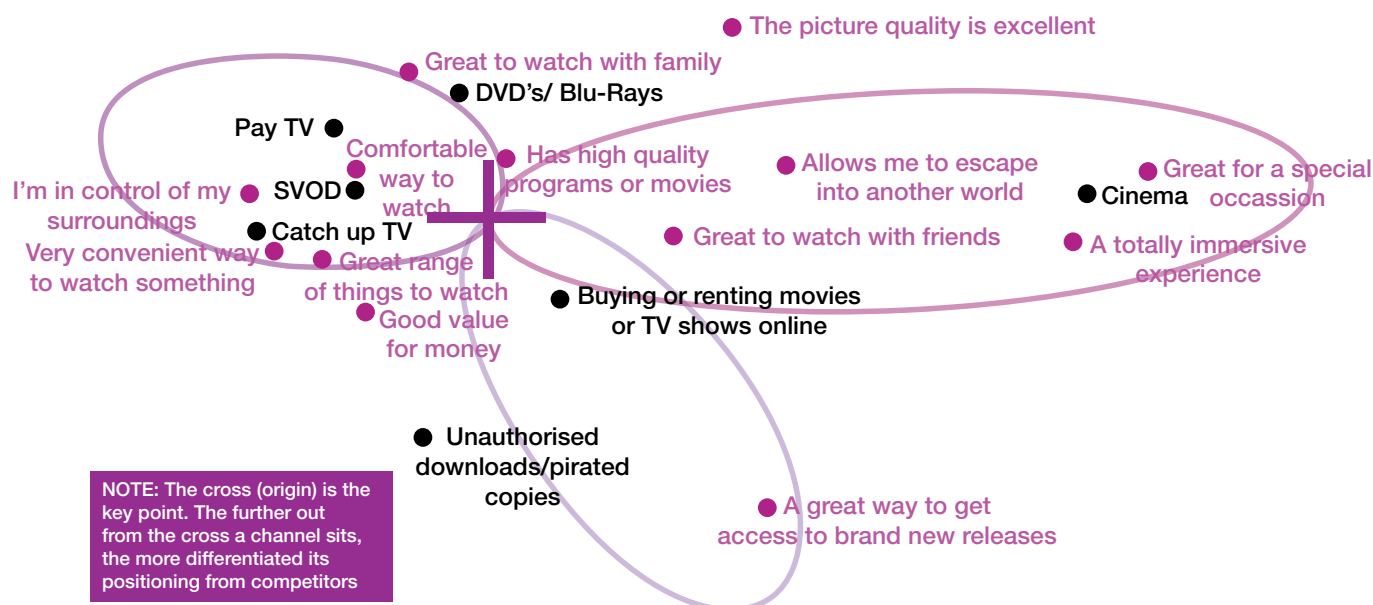 The picture quality is excellent
Great to watch with family
DVD's/ Blu-Rays
Pay TV
Comfortable
way to
watch
Has high quality
programs or movies
Allows me to escape
into another world
Great for a special
occassion
I'm in control of my
surroundings
SVOD
Cinema
Catch up TV
Great to watch with friends
A totally immersive
experience
Very convenient way
to watch something
Great range
of things to watch
Good value
for money
Buying or renting movies
or TV shows online
Unauthorised
downloads/pirated
copies
A great way to get
access to brand new releases
NOTE: The cross (origin) is the
key point. The further out
from the cross a channel sits,
the more differentiated its
positioning from competitors